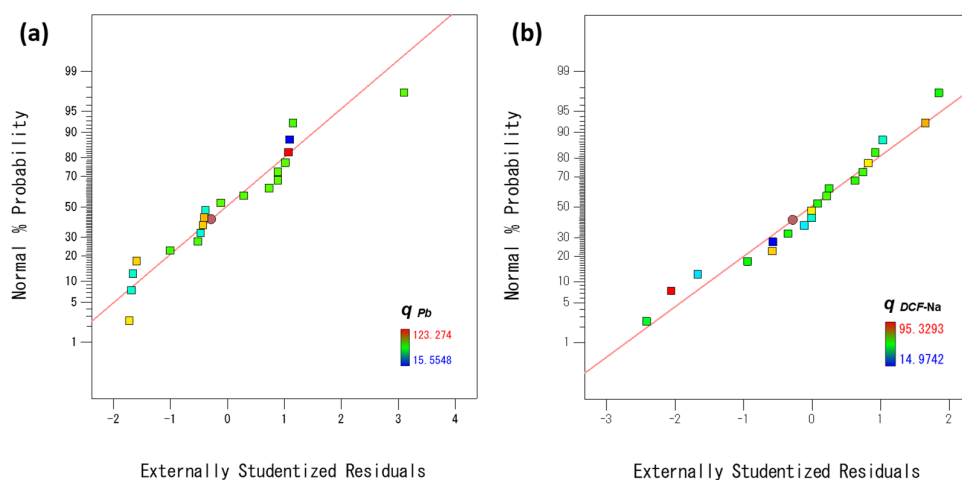 (a)
Normal % Probability
99
95
90
80
70
50
30
20
10
5
1
q Pb
123.274
15.5548
-2 -1 0 1 2 3 4
Externally Studentized Residuals
(b)
Normal % Probability
99
95
90
80
70
50
30
20
10
5
1
q DCF-Na
95.3293
14.9742
-3 -2 -1 0 1 2
Externally Studentized Residuals